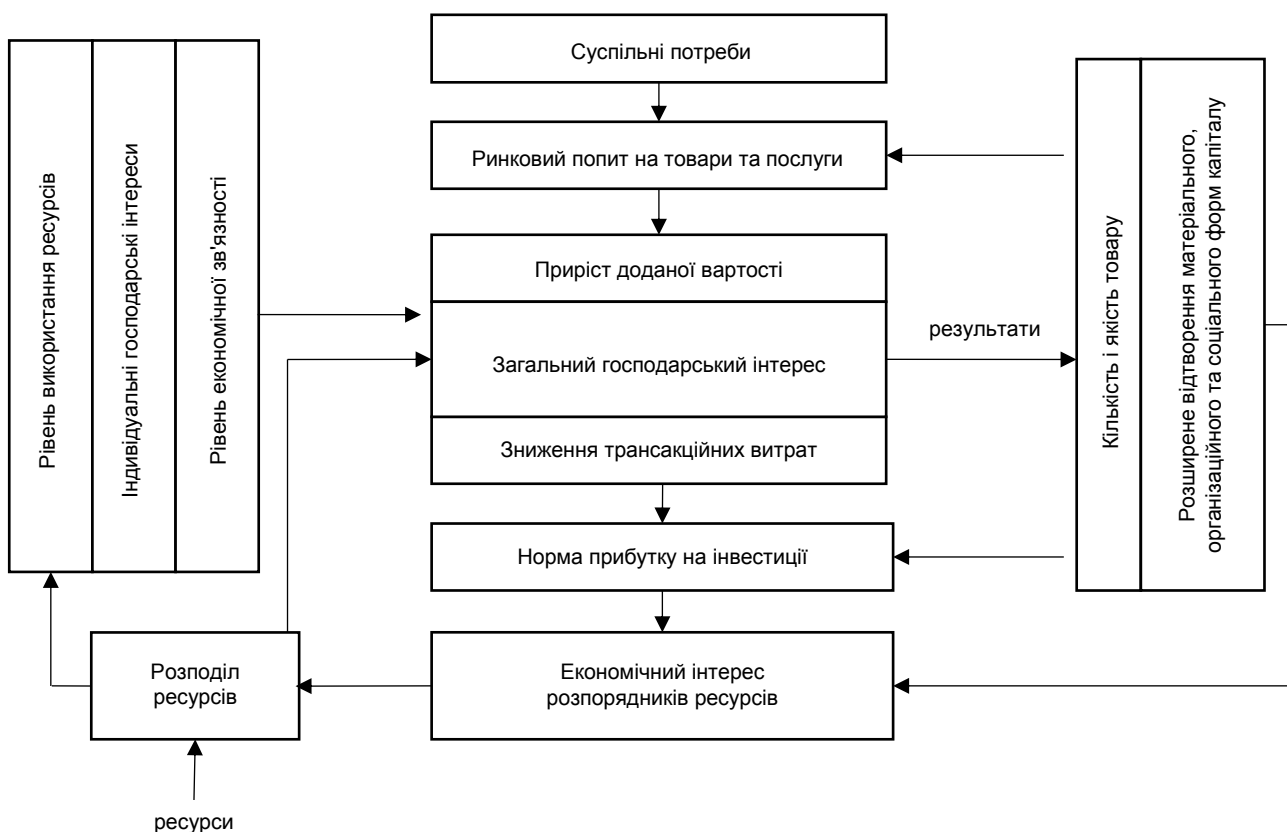 Суспільні потреби
Ринковий попит на товари та послуги
Рівень використання ресурсів
Індивідуальні господарські інтереси
Рівень економічної зв'язності
Приріст доданої вартості
Загальний господарський інтерес
Зниження трансакційних витрат
результати
Кількість і якість товару
Розширене відтворення матеріального,
організаційного та соціального форм капіталу
Норма прибутку на інвестиції
Розподіл
ресурсів
Економічний інтерес
розпорядників ресурсів
ресурси